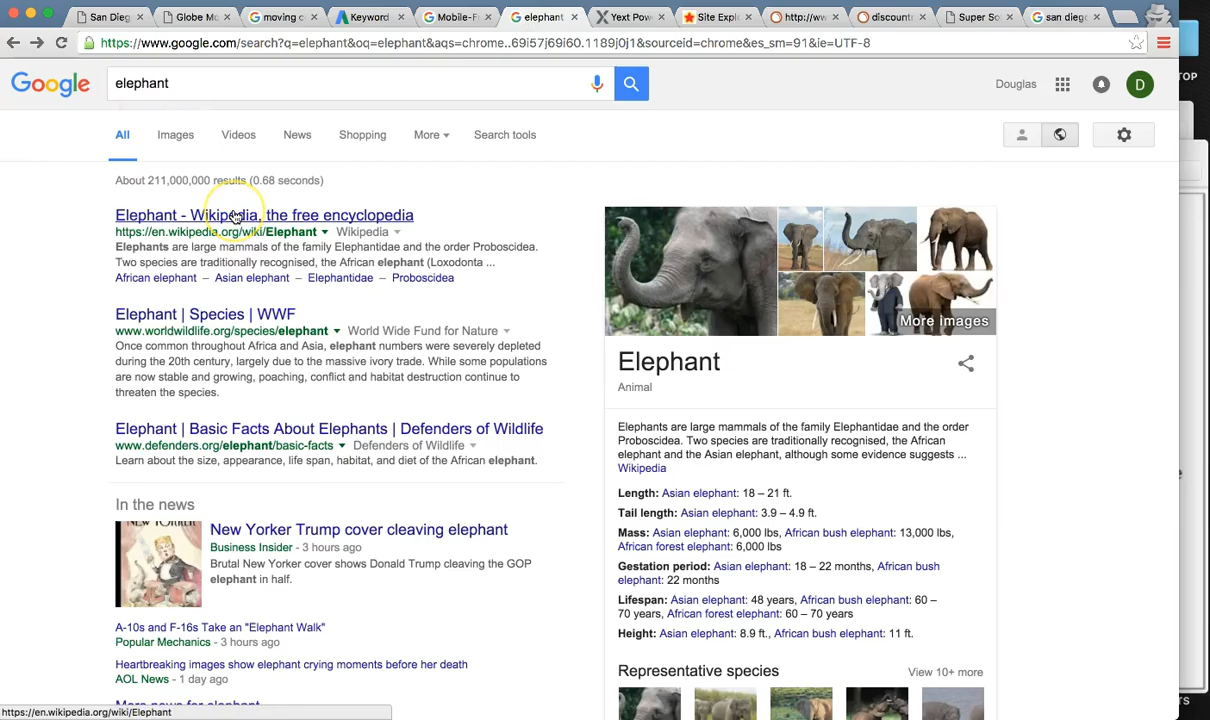 San Dieg
Globe Mo
moving c
Keyword
Mobile-F
elephant
Yext Pow
Site Expl
http://ww
discount
Super So
san diego
https://www.google.com/search?q=elephant&oq=elephant&aqs=chrome..69i57j69i60.1189j0j1&sourceid=chrome&es_sm=91&ie=UTF-8
TOP
Google
elephant
Douglas
D
All
Images
Videos
News
Shopping
More
Search tools
About 211,000,000 results (0.68 seconds)
Elephant - Wikipedia, the free encyclopedia
https://en.wikipedia.org/wiki/Elephant Wikipedia
Elephants are large mammals of the family Elephantidae and the order Proboscidea.
Two species are traditionally recognised, the African elephant (Loxodonta ...
African elephant – Asian elephant – Elephantidae – Proboscidea
Elephant | Species | WWF
www.worldwildlife.org/species/elephant World Wide Fund for Nature
Once common throughout Africa and Asia, elephant numbers were severely depleted
during the 20th century, largely due to the massive ivory trade. While some populations
are now stable and growing, poaching, conflict and habitat destruction continue to
threaten the species.
Elephant | Basic Facts About Elephants | Defenders of Wildlife
www.defenders.org/elephant/basic-facts Defenders of Wildlife
Learn about the size, appearance, life span, habitat, and diet of the African elephant.
In the news
NEW YORKER
New Yorker Trump cover cleaving elephant
Business Insider - 3 hours ago
Brutal New Yorker cover shows Donald Trump cleaving the GOP
elephant in half.
A-10s and F-16s Take an "Elephant Walk"
Popular Mechanics - 3 hours ago
Heartbreaking images show elephant crying moments before her death
AOL News - 1 day ago
More news for elephant
https://en.wikipedia.org/wiki/Elephant
More images
Elephant
Animal
Elephants are large mammals of the family Elephantidae and the order
Proboscidea. Two species are traditionally recognised, the African
elephant and the Asian elephant, although some evidence suggests ...
Wikipedia
Length: Asian elephant: 18 – 21 ft.
Tail length: Asian elephant: 3.9 – 4.9 ft.
Mass: Asian elephant: 6,000 lbs, African bush elephant: 13,000 lbs,
African forest elephant: 6,000 lbs
Gestation period: Asian elephant: 18 – 22 months, African bush
elephant: 22 months
Lifespan: Asian elephant: 48 years, African bush elephant: 60 –
70 years, African forest elephant: 60 – 70 years
Height: Asian elephant: 8.9 ft., African bush elephant: 11 ft.
Representative species
View 10+ more